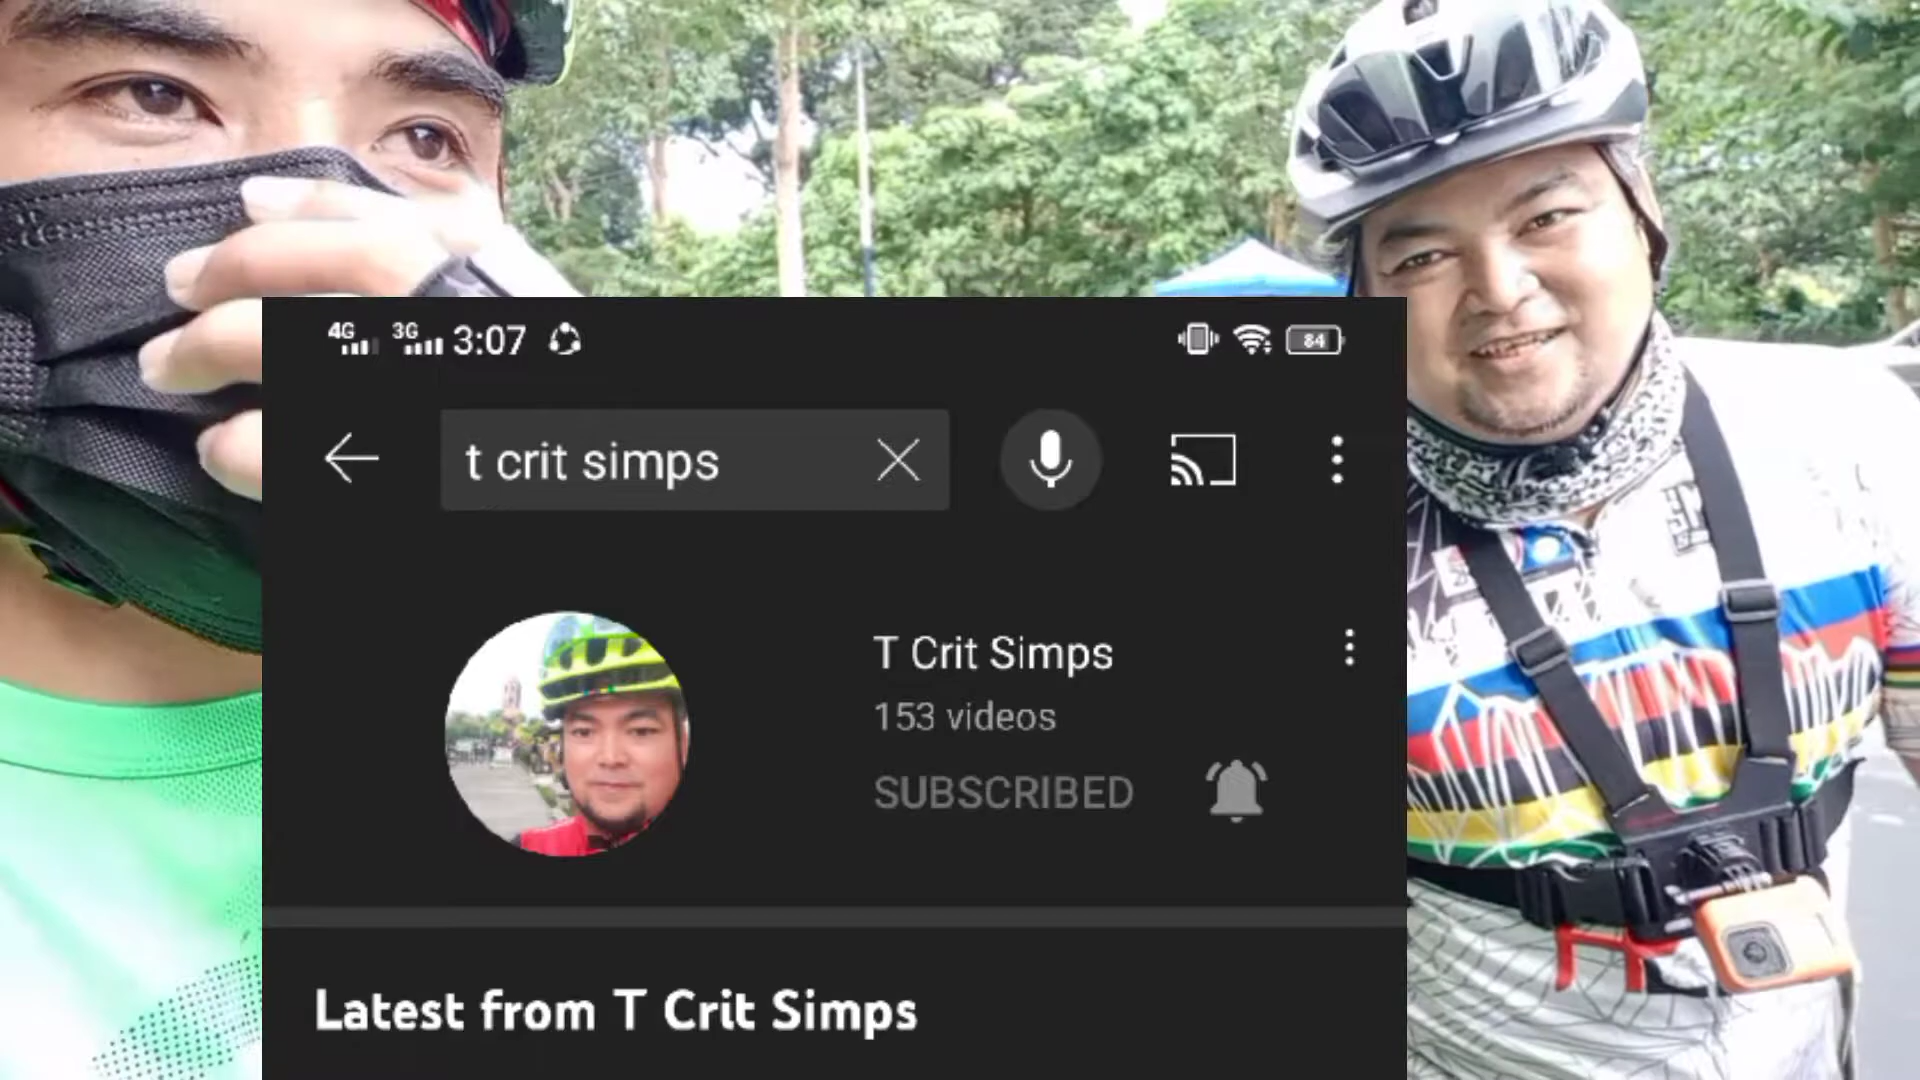 4G 3G 3:07 84
t crit simps
T Crit Simps
153 videos
SUBSCRIBED
Latest from T Crit Simps